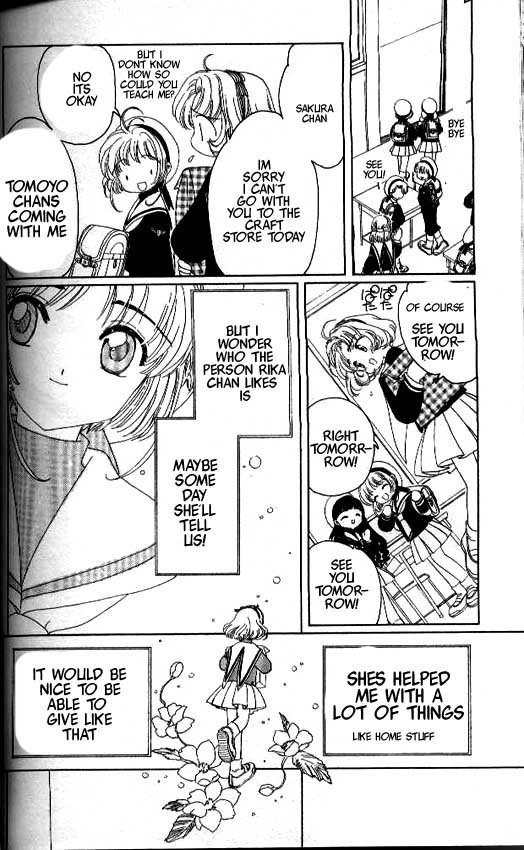 BYE
BYE
SEE
YOU!
SAKURA
CHAN
IM
SORRY
I CAN'T
GO WITH
YOU TO THE
CRAFT
STORE TODAY
BUT I
DONT KNOW
HOW SO
COULD YOU
TEACH ME?
NO
ITS
OKAY
TOMOYO
CHANS
COMING
WITH ME
OF COURSE
SEE YOU
TOMOR-
ROW!
RIGHT
TOMORR-
ROW!
SEE
YOU
TOMOR-
ROW!
BUT I
WONDER
WHO THE
PERSON RIKA
CHAN LIKES
IS
MAYBE
SOME
DAY
SHE'LL
TELL
US!
SHES HELPED
ME WITH A
LOT OF THINGS
LIKE HOME STUFF
IT WOULD BE
NICE TO BE
ABLE TO
GIVE LIKE
THAT